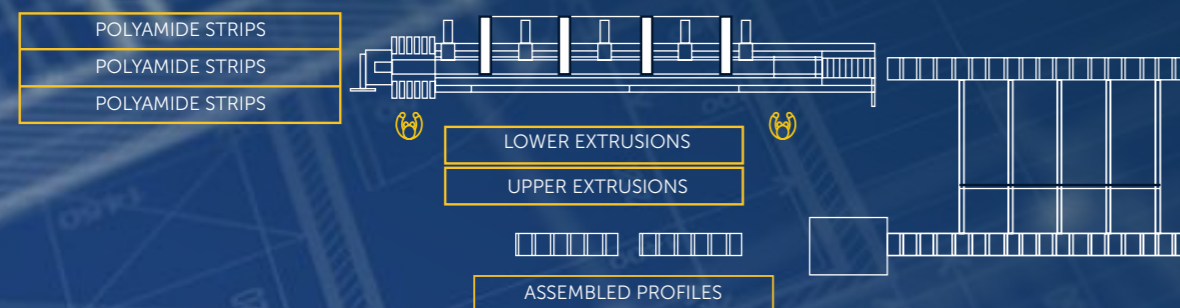 POLYAMIDE STRIPS
POLYAMIDE STRIPS
POLYAMIDE STRIPS
LOWER EXTRUSIONS
UPPER EXTRUSIONS
ASSEMBLED PROFILES